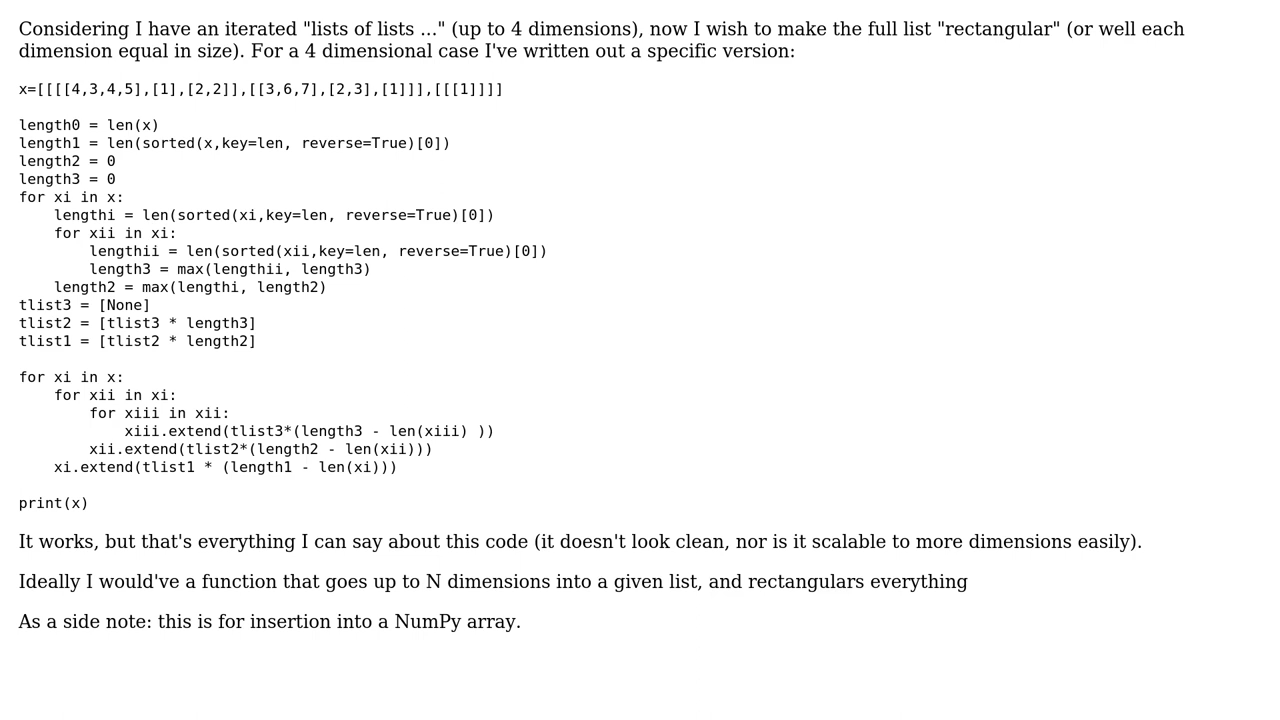 Considering I have an iterated "lists of lists ..." (up to 4 dimensions), now I wish to make the full list "rectangular" (or well each
dimension equal in size). For a 4 dimensional case I've written out a specific version:
x=[[[[4,3,4,5],[1],[2,2]],[[3,6,7],[2,3],[1]]],[[[1]]]]
length0 = len(x)
length1 = len(sorted(x,key=len, reverse=True)[0])
length2 = 0
length3 = 0
for xi in x:
    lengthi = len(sorted(xi,key=len, reverse=True)[0])
    for xii in xi:
        lengthii = len(sorted(xii,key=len, reverse=True)[0])
        length3 = max(lengthii, length3)
    length2 = max(lengthi, length2)
tlist3 = [None]
tlist2 = [tlist3 * length3]
tlist1 = [tlist2 * length2]
for xi in x:
    for xii in xi:
        for xiii in xii:
            xiii.extend(tlist3*(length3 - len(xiii) ))
        xii.extend(tlist2*(length2 - len(xii)))
    xi.extend(tlist1 * (length1 - len(xi)))
print(x)
It works, but that's everything I can say about this code (it doesn't look clean, nor is it scalable to more dimensions easily).
Ideally I would've a function that goes up to N dimensions into a given list, and rectangulars everything
As a side note: this is for insertion into a NumPy array.